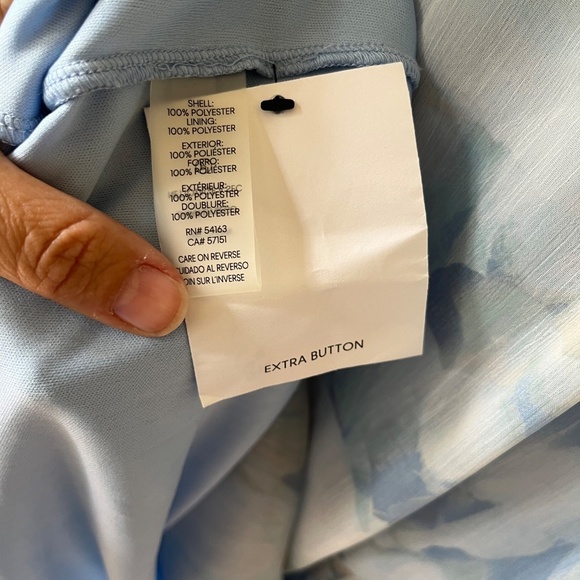 SHELL:
100% POLYESTER
LINING:
100% POLYESTER
EXTERIOR:
100% POLIÉSTER
FORRO:
100% POLIÉSTER
EXTÉRIEUR:
100% POLYESTER
DOUBLURE:
100% POLYESTER
RN# 54163
CA# 57151
CARE ON REVERSE
CUIDADO AL REVERSO
SUR L'INVERSE
EXTRA BUTTON